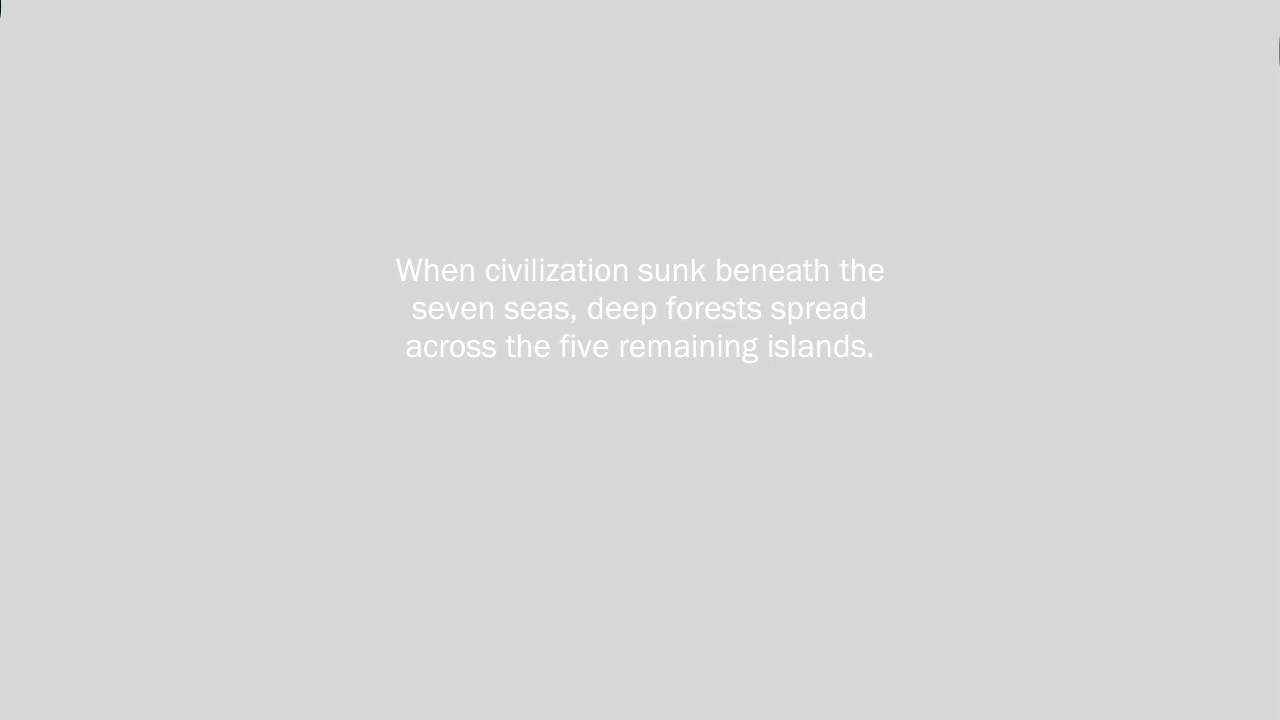 When civilization sunk beneath the
seven seas, deep forests spread
across the five remaining islands.